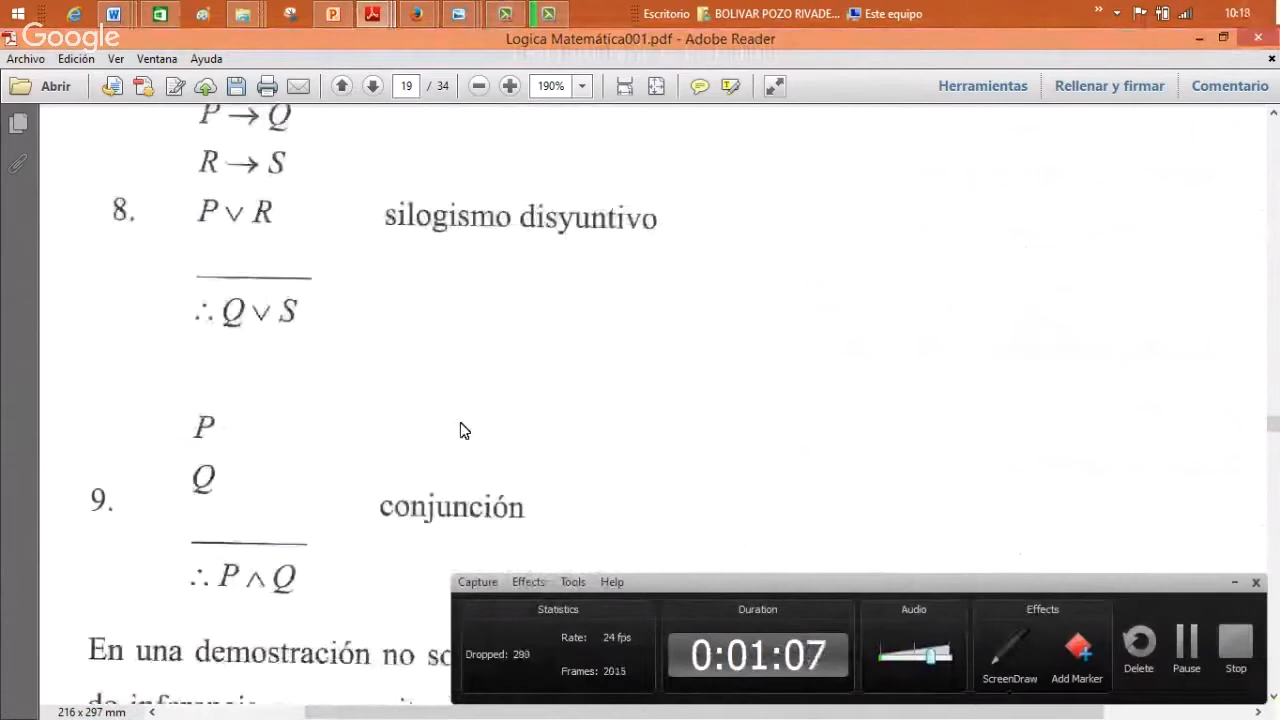 Escritorio
BOLIVAR POZO RIVADE...
Este equipo
10:18
Google
Logica Matemática001.pdf - Adobe Reader
Archivo Edición Ver Ventana Ayuda
Abrir
19 / 34
190%
Herramientas
Rellenar y firmar
Comentario
P → Q
R → S
8. P ∨ R silogismo disyuntivo
∴ Q ∨ S
P
Q
9. conjunción
∴ P ∧ Q
En una demostración no
Capture Effects Tools Help
Statistics
Duration
Audio
Effects
Rate: 24 fps
Dropped: 290
Frames: 2015
0:01:07
ScreenDraw
Add Marker
Delete
Pause
Stop
216 x 297 mm